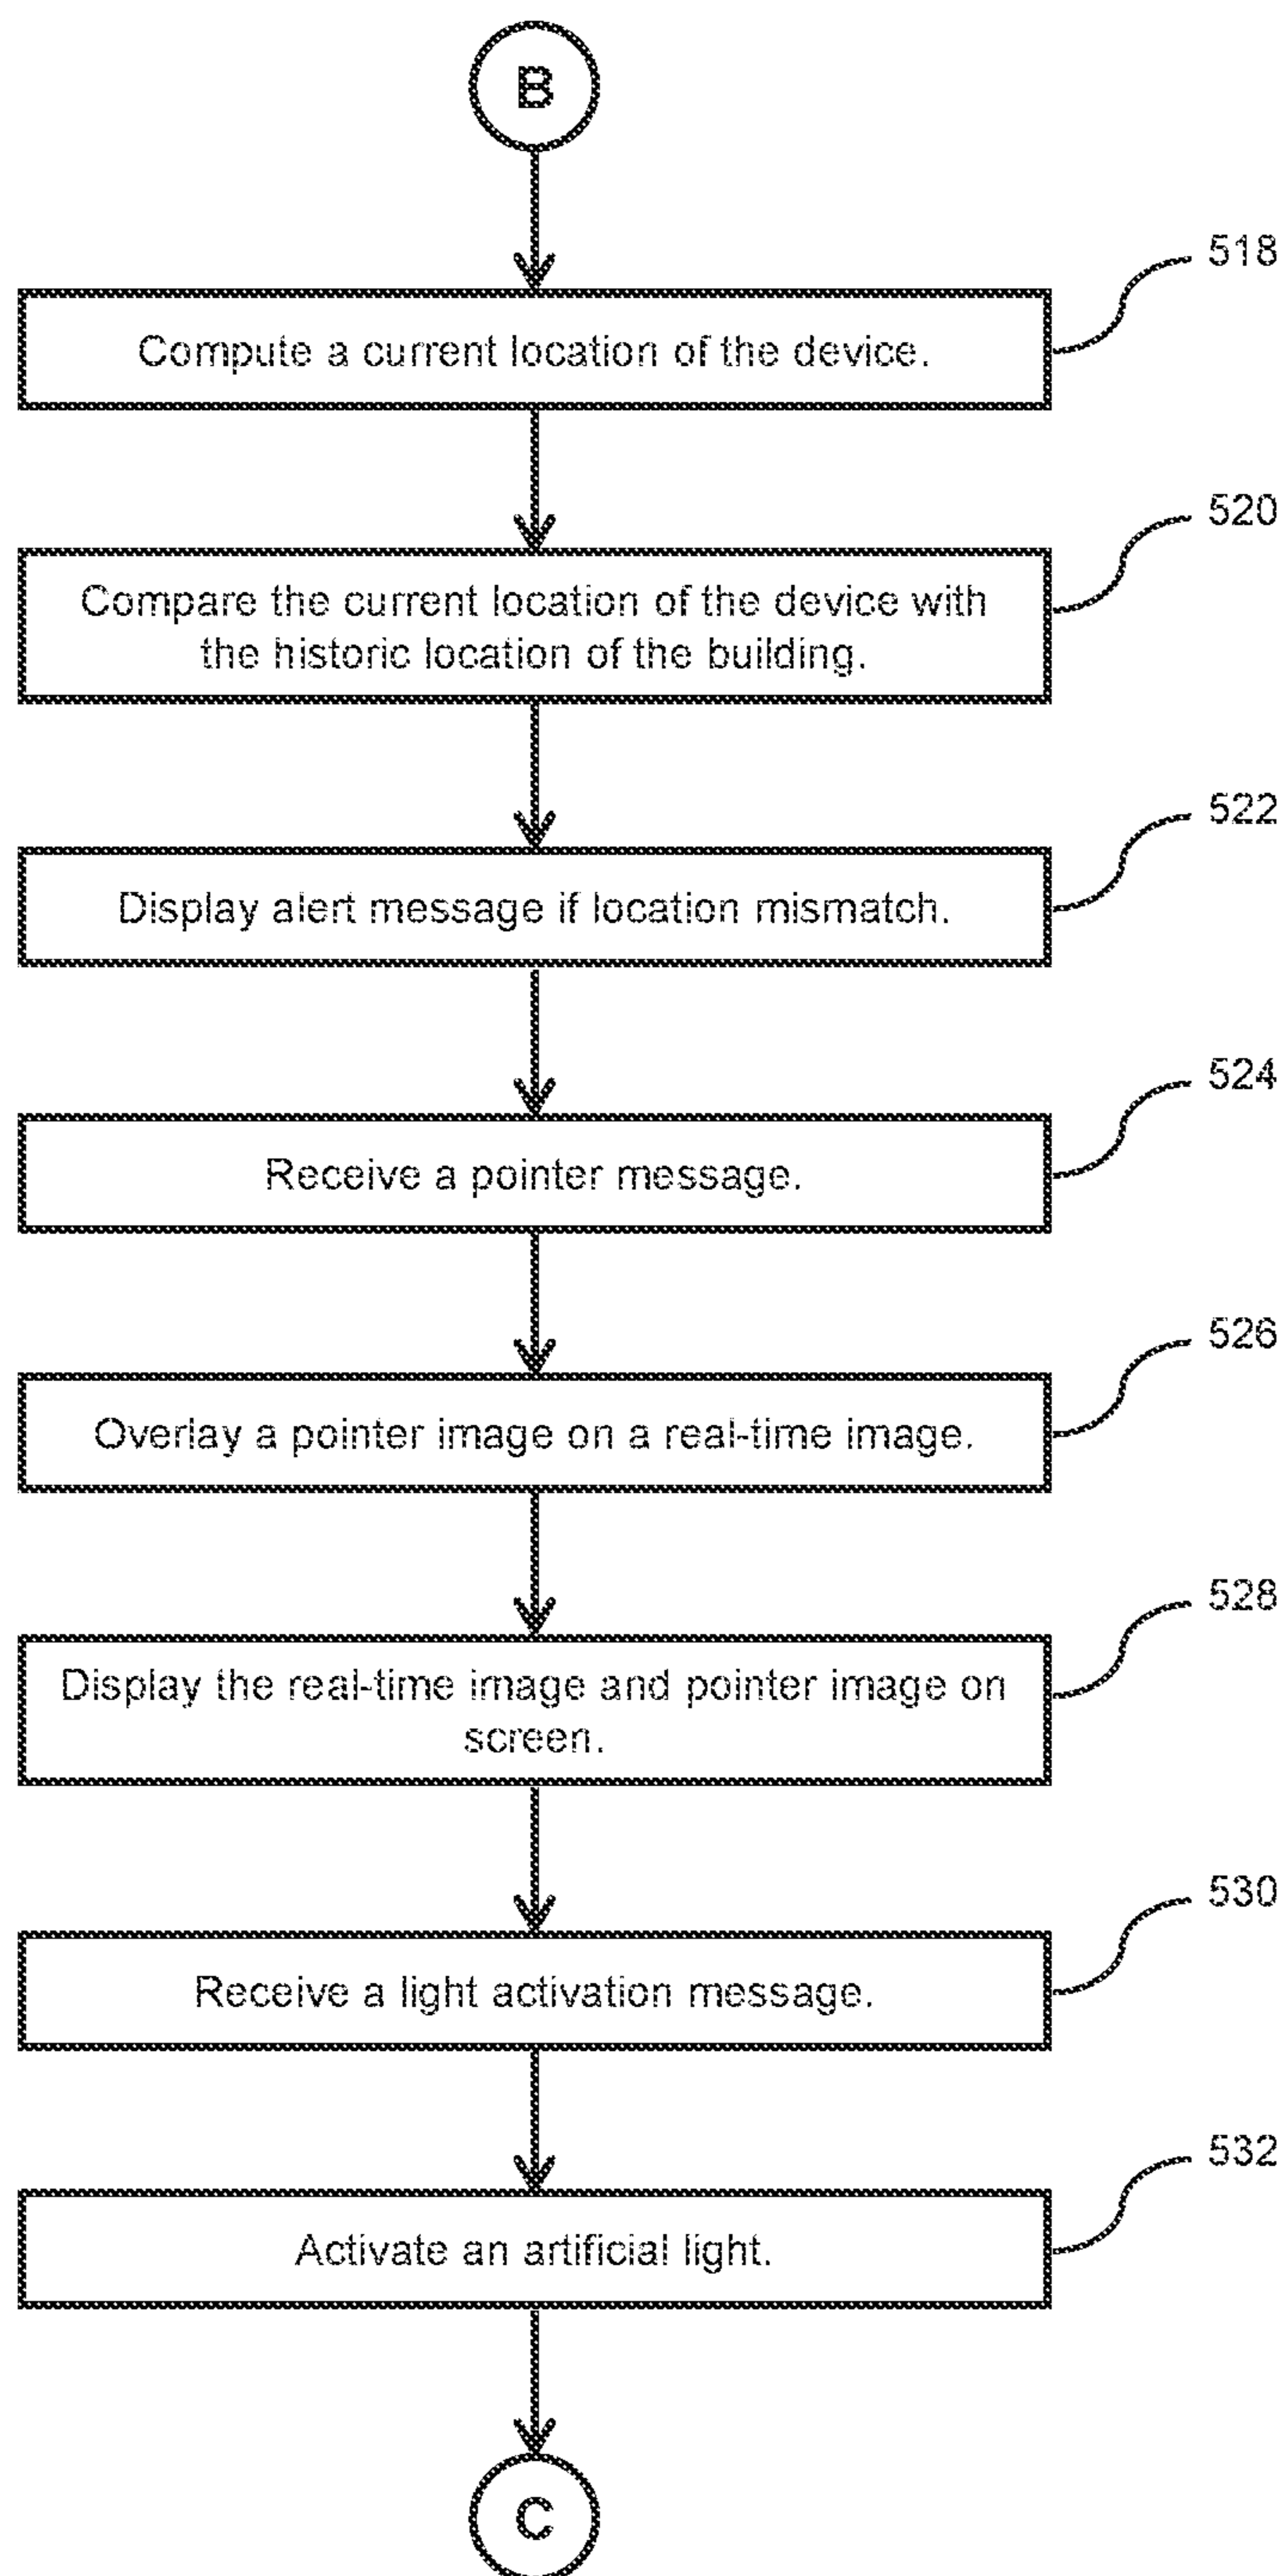 B
518
Compute a current location of the device.
520
Compare the current location of the device with
the historic location of the building.
522
Display alert message if location mismatch.
524
Receive a pointer message.
526
Overlay a pointer image on a real-time image.
528
Display the real-time image and pointer image on
screen.
530
Receive a light activation message.
532
Activate an artificial light.
C